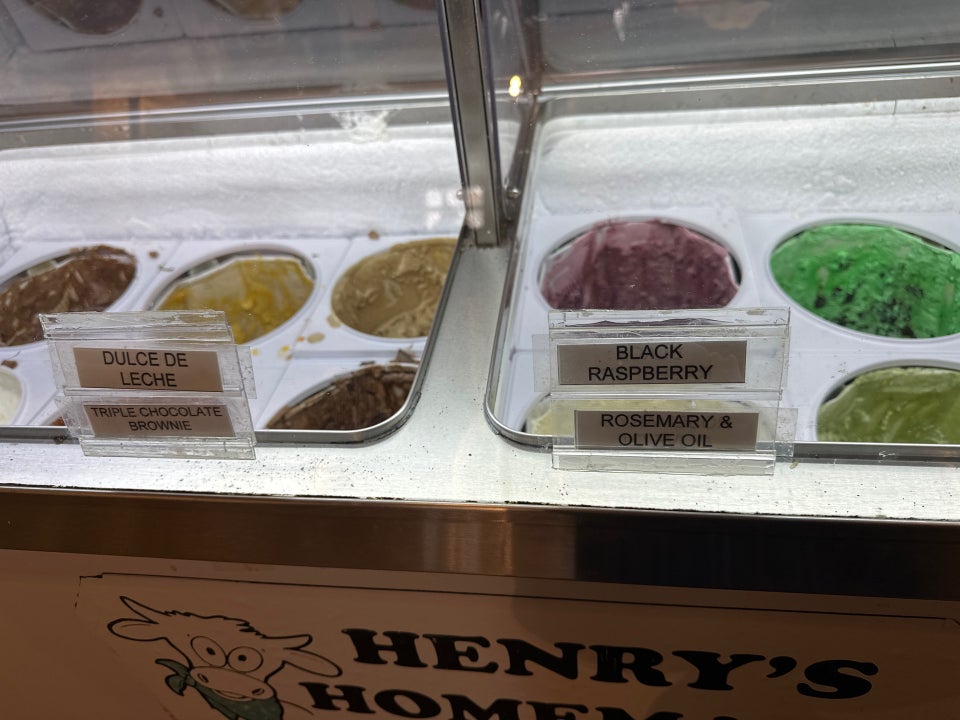 DULCE DE
LECHE
TRIPLE CHOCOLATE
BROWNIE
BLACK
RASPBERRY
ROSEMARY &
OLIVE OIL
HENRY'S